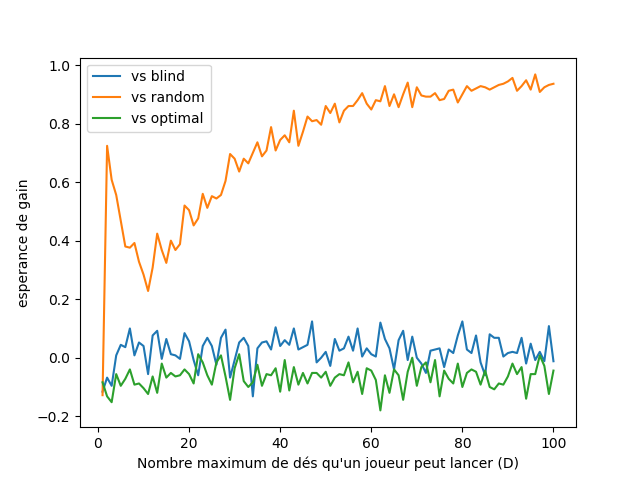 vs blind
vs random
vs optimal
esperance de gain
1.0
0.8
0.6
0.4
0.2
0.0
−0.2
0
20
40
60
80
100
Nombre maximum de dés qu'un joueur peut lancer (D)